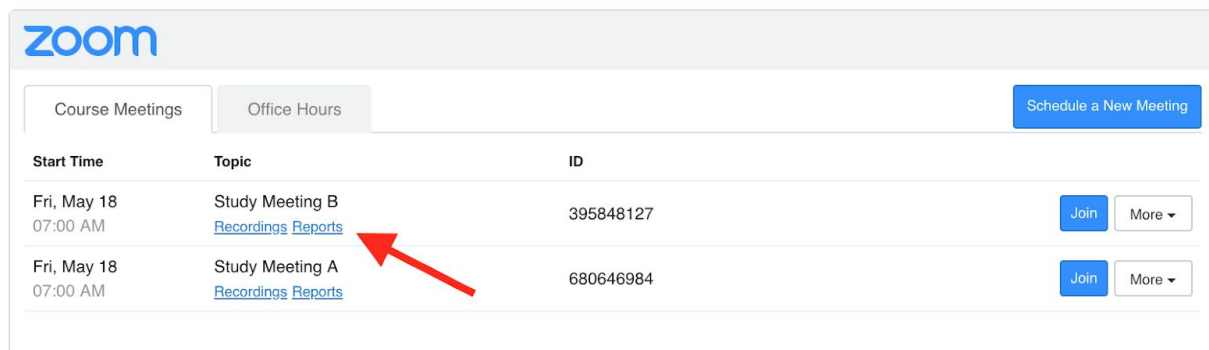 zoom
Course Meetings Office Hours Schedule a New Meeting
Start Time Topic ID
Fri, May 18 Study Meeting B 395848127 Join More
07:00 AM Recordings Reports
Fri, May 18 Study Meeting A 680646984 Join More
07:00 AM Recordings Reports